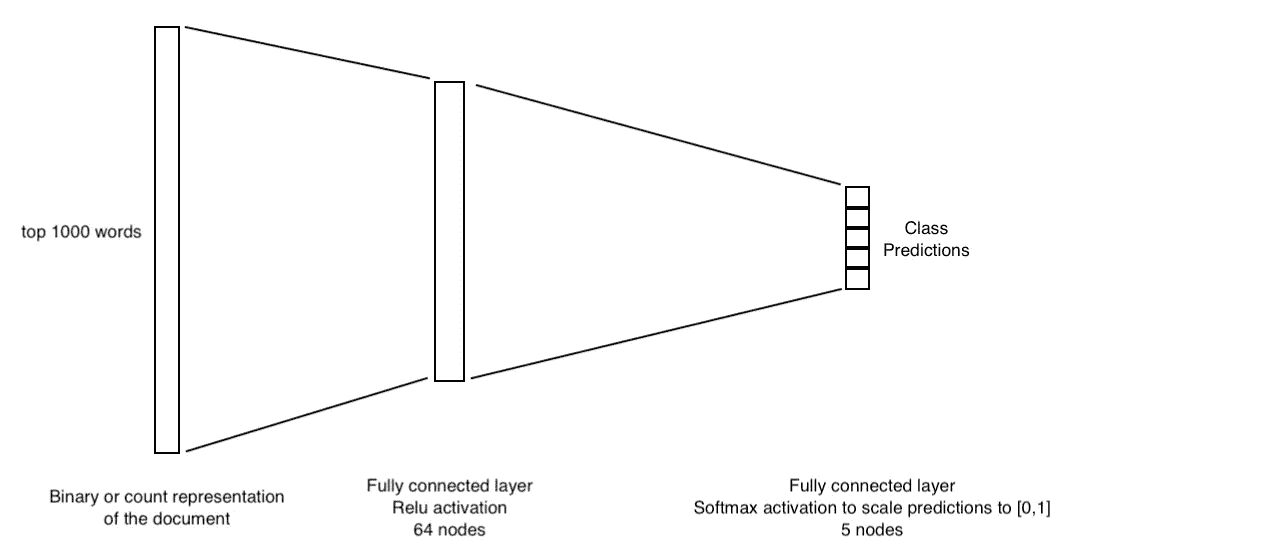 top 1000 words
Class
Predictions
Binary or count representation
of the document
Fully connected layer
Relu activation
64 nodes
Fully connected layer
Softmax activation to scale predictions to [0,1]
5 nodes